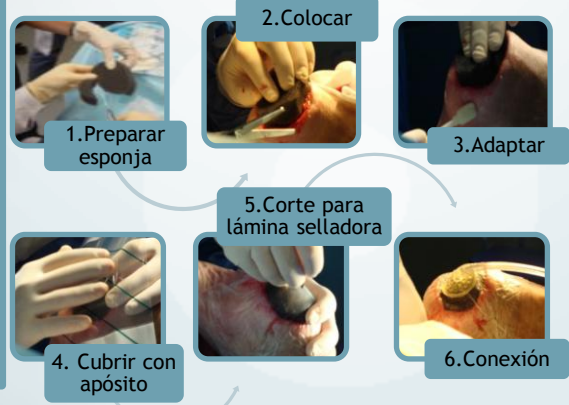 1.Preparar
esponja
2.Colocar
3.Adaptar
4. Cubrir con
apósito
5.Corte para
lámina selladora
6.Conexión